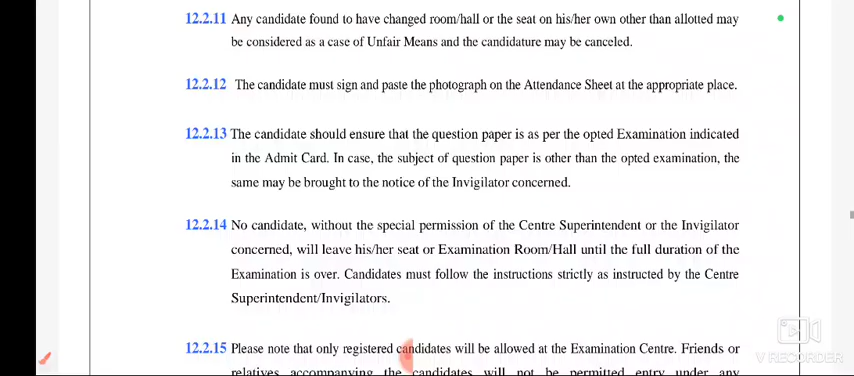 12.2.11 Any candidate found to have changed room/hall or the seat on his/her own other than allotted may
be considered as a case of Unfair Means and the candidature may be canceled.
12.2.12 The candidate must sign and paste the photograph on the Attendance Sheet at the appropriate place.
12.2.13 The candidate should ensure that the question paper is as per the opted Examination indicated
in the Admit Card. In case, the subject of question paper is other than the opted examination, the
same may be brought to the notice of the Invigilator concerned.
12.2.14 No candidate, without the special permission of the Centre Superintendent or the Invigilator
concerned, will leave his/her seat or Examination Room/Hall until the full duration of the
Examination is over. Candidates must follow the instructions strictly as instructed by the Centre
Superintendent/Invigilators.
12.2.15 Please note that only registered candidates will be allowed at the Examination Centre. Friends or
relatives accompanying the candidates will not be permitted entry under any
V RECORDER